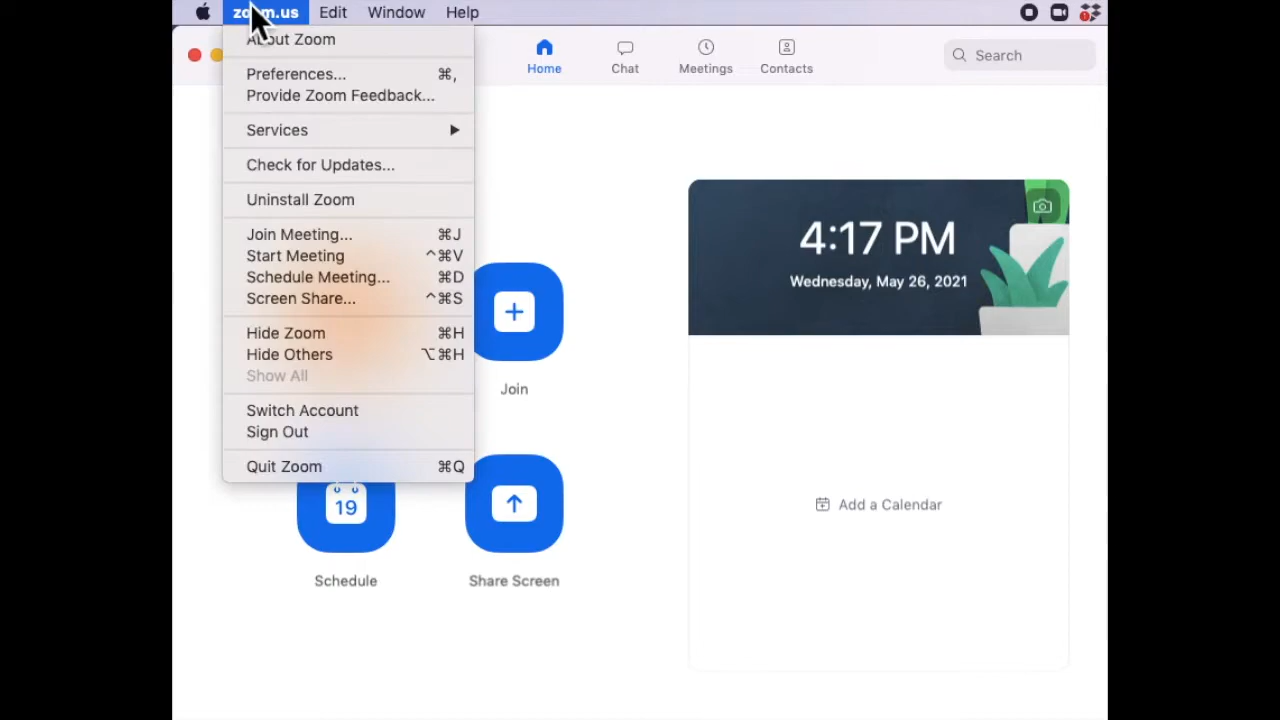 zoom.us Edit Window Help
About Zoom
Preferences... ⌘,
Provide Zoom Feedback...
Services
Check for Updates...
Uninstall Zoom
Join Meeting... ⌘J
Start Meeting ^⌘V
Schedule Meeting... ⌘D
Screen Share... ^⌘S
Hide Zoom ⌘H
Hide Others ⌥⌘H
Show All
Switch Account
Sign Out
Quit Zoom ⌘Q
Home Chat Meetings Contacts
Search
Join
19
Schedule
Share Screen
4:17 PM
Wednesday, May 26, 2021
Add a Calendar